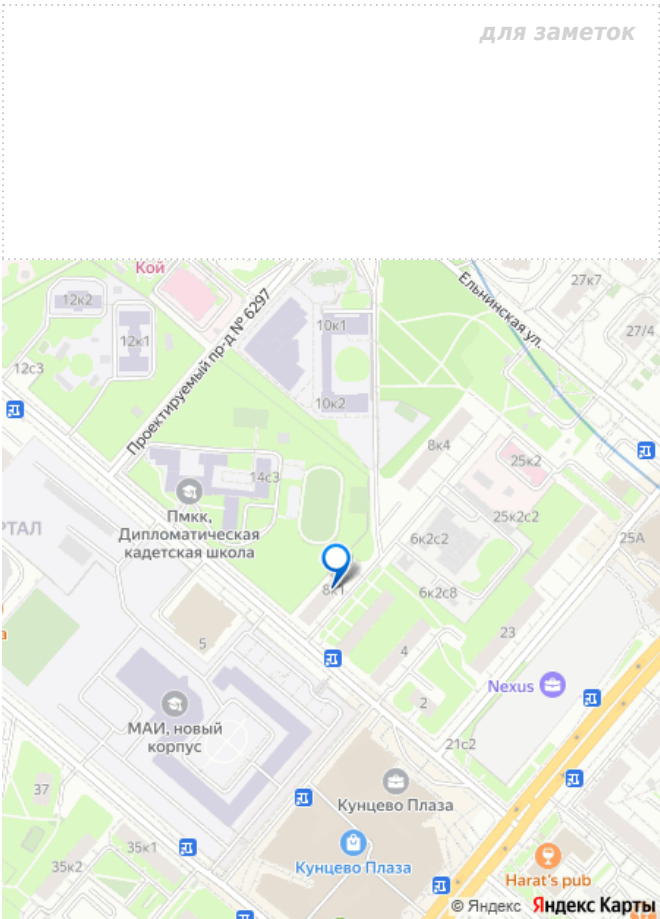 для заметок
Кой
12к2
12к1
12с3
Проектируемый пр-д № 6297
10к1
10к2
Ельнинская ул.
27к7
27/4
8к4
25к2
14с3
Пмкк,
Дипломатическая
кадетская школа
РТАЛ
25к2с2
6к2с2
25А
8к1
6к2с8
а
5
4
23
2
Nexus
МАИ, новый
корпус
21с2
37
Кунцево Плаза
35к1
35к2
Кунцево Плаза
Harat's pub
© Яндекс Яндекс Карты